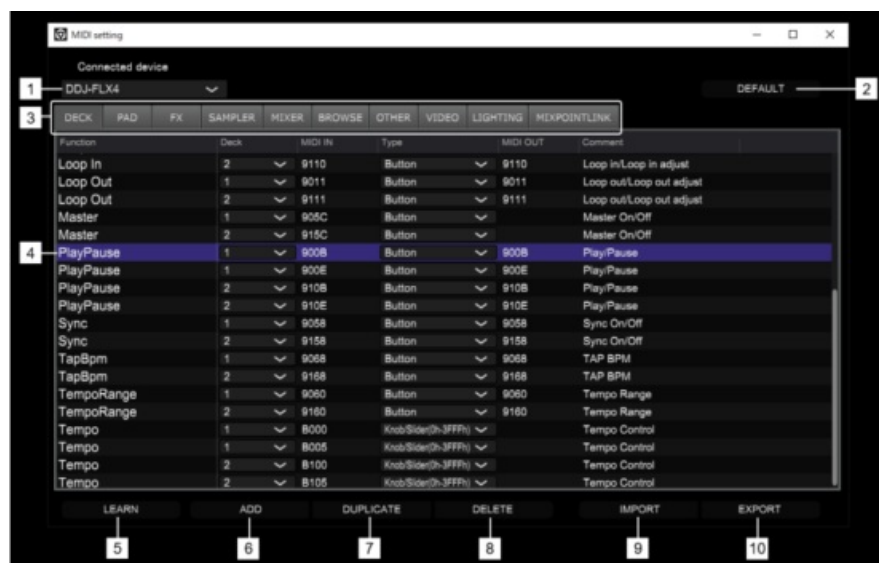 MIDI setting
Connected device
1 DDJ-FLX4 DEFAULT 2
3 DECK PAD FX SAMPLER MIXER BROWSE OTHER VIDEO LIGHTING MIXPOINTLINK
Function Deck MIDI IN Type MIDI OUT Comment
Loop In 2 9110 Button 9110 Loop in/Loop in adjust
Loop Out 1 9011 Button 9011 Loop out/Loop out adjust
Loop Out 2 9111 Button 9111 Loop out/Loop out adjust
Master 1 905C Button Master On/Off
Master 2 915C Button Master On/Off
4 PlayPause 1 900B Button 900B Play/Pause
PlayPause 1 900E Button 900E Play/Pause
PlayPause 2 910B Button 910B Play/Pause
PlayPause 2 910E Button 910E Play/Pause
Sync 1 9058 Button 9058 Sync On/Off
Sync 2 9158 Button 9158 Sync On/Off
TapBpm 1 9068 Button 9068 TAP BPM
TapBpm 2 9168 Button 9168 TAP BPM
TempoRange 1 9060 Button 9060 Tempo Range
TempoRange 2 9160 Button 9160 Tempo Range
Tempo 1 B000 Knob/Slider(0h-3FFFh) Tempo Control
Tempo 1 B005 Knob/Slider(0h-3FFFh) Tempo Control
Tempo 2 B100 Knob/Slider(0h-3FFFh) Tempo Control
Tempo 2 B105 Knob/Slider(0h-3FFFh) Tempo Control
LEARN ADD DUPLICATE DELETE IMPORT EXPORT
5 6 7 8 9 10